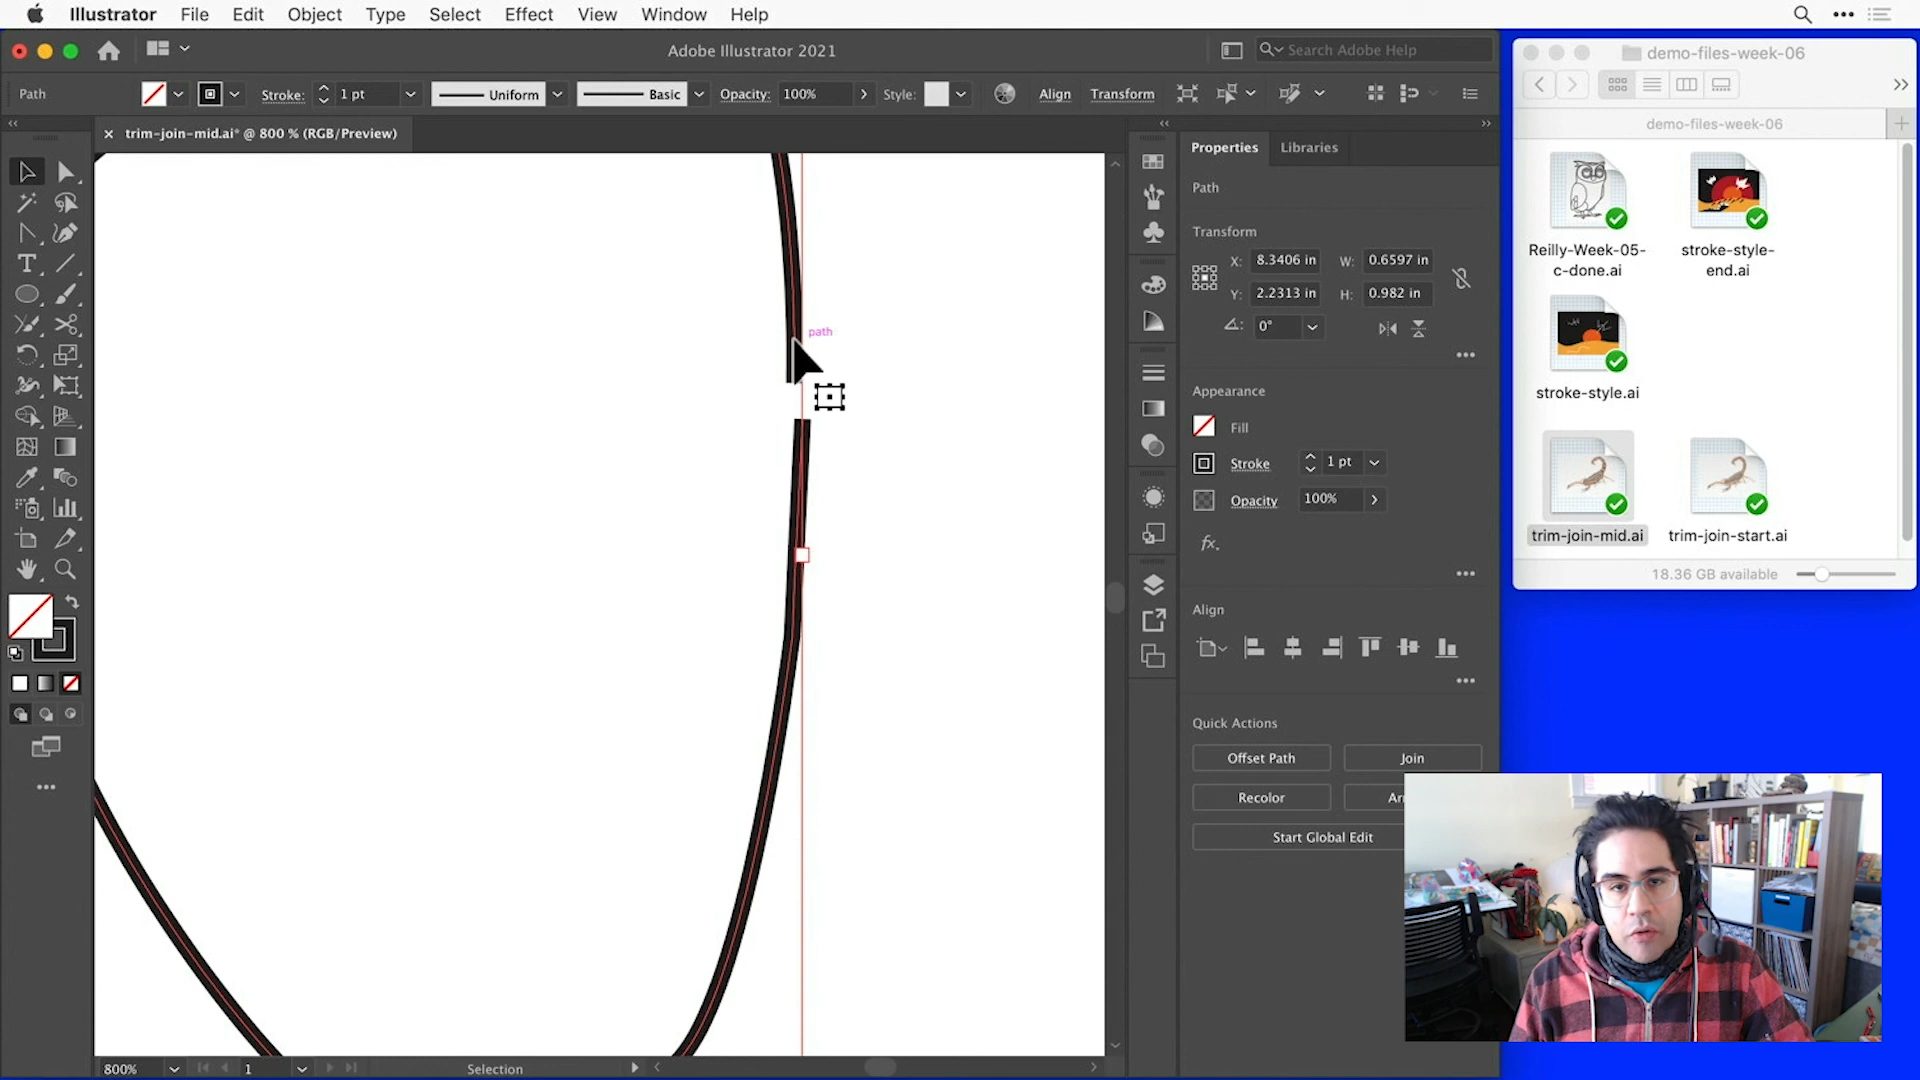 Illustrator File Edit Object Type Select Effect View Window Help
Adobe Illustrator 2021
Search Adobe Help
Path Stroke: 1 pt Uniform Basic Opacity: 100% Style: Align Transform
trim-join-mid.ai* @ 800 % (RGB/Preview)
path
800% 1 Selection
Properties Libraries
Path
Transform
X: 8.3406 in W: 0.6597 in
Y: 2.2313 in H: 0.982 in
0°
Appearance
Fill
Stroke 1 pt
Opacity 100%
fx.
Align
Quick Actions
Offset Path Join
Recolor
Start Global Edit
demo-files-week-06
demo-files-week-06
Reilly-Week-05-
c-done.ai
stroke-style-
end.ai
stroke-style.ai
trim-join-mid.ai trim-join-start.ai
18.36 GB available